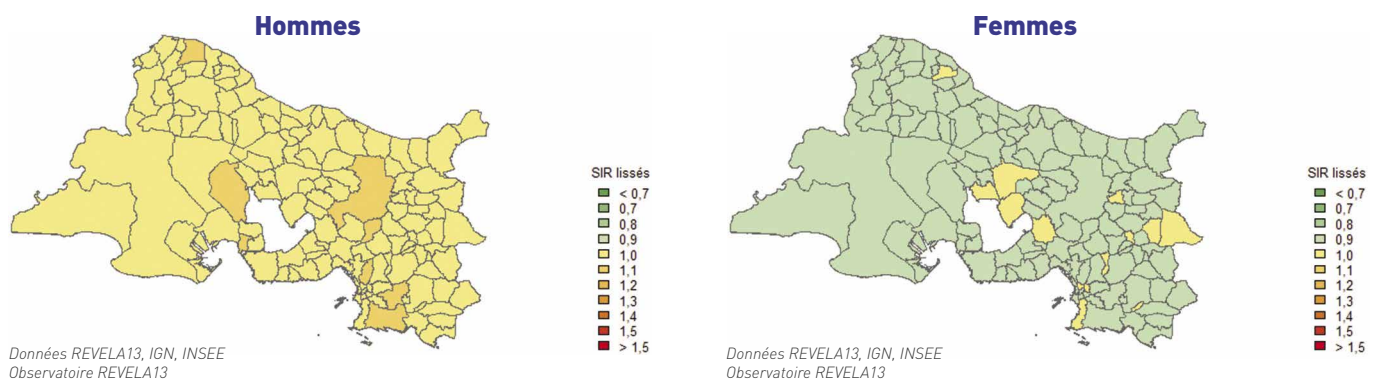 Hommes
SIR lissés
< 0,7
0,7
0,8
0,9
1,0
1,1
1,2
1,3
1,4
1,5
> 1,5
Données REVELA13, IGN, INSEE
Observatoire REVELA13
Femmes
SIR lissés
< 0,7
0,7
0,8
0,9
1,0
1,1
1,2
1,3
1,4
1,5
> 1,5
Données REVELA13, IGN, INSEE
Observatoire REVELA13